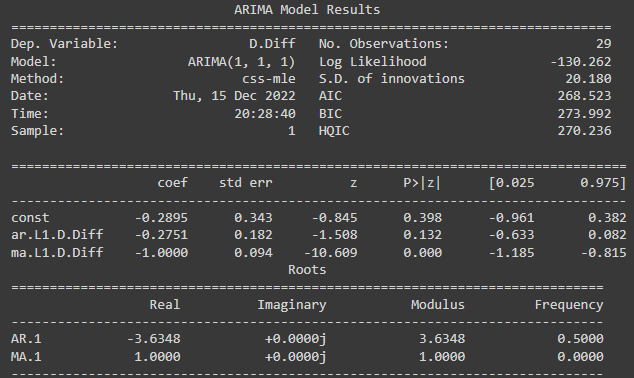 ARIMA Model Results
==============================================================================
Dep. Variable:                 D.Diff   No. Observations:                   29
Model:                 ARIMA(1, 1, 1)   Log Likelihood                -130.262
Method:                       css-mle   S.D. of innovations             20.180
Date:                Thu, 15 Dec 2022   AIC                            268.523
Time:                        20:28:40   BIC                            273.992
Sample:                             1   HQIC                           270.236
================================================================================
                   coef    std err          z      P>|z|      [0.025      0.975]
--------------------------------------------------------------------------------
const           -0.2895      0.343     -0.845      0.398      -0.961       0.382
ar.L1.D.Diff    -0.2751      0.182     -1.508      0.132      -0.633       0.082
ma.L1.D.Diff    -1.0000      0.094    -10.609      0.000      -1.185      -0.815
                                    Roots
=============================================================================
                  Real          Imaginary           Modulus         Frequency
-----------------------------------------------------------------------------
AR.1           -3.6348           +0.0000j            3.6348            0.5000
MA.1            1.0000           +0.0000j            1.0000            0.0000
-----------------------------------------------------------------------------